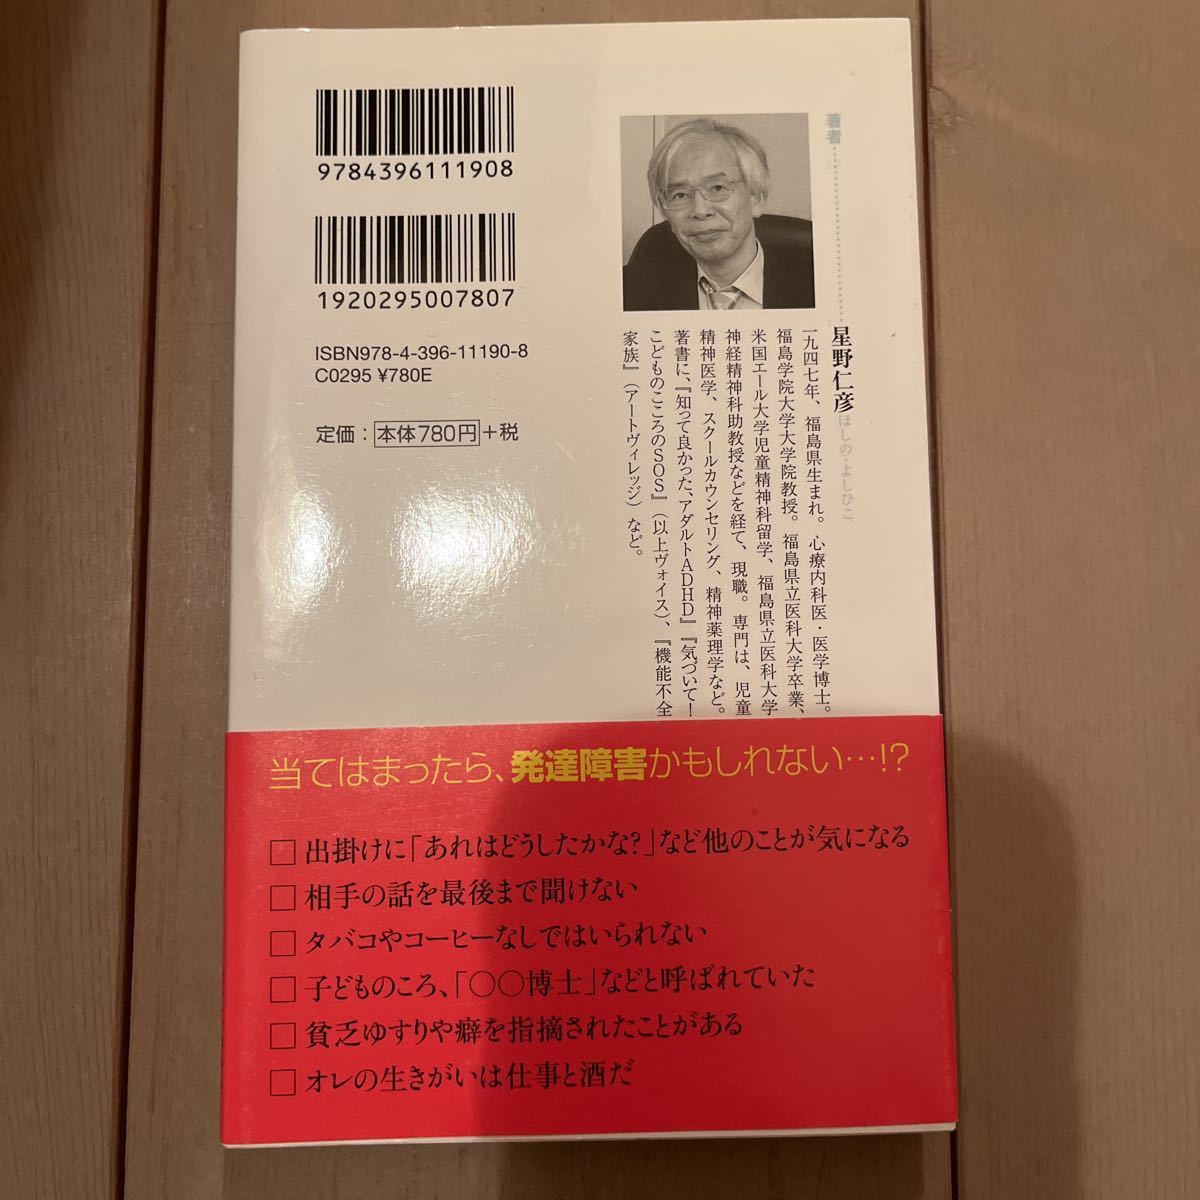 9784396111908
1920295007807
ISBN978-4-396-11190-8
C0295 ¥780E
定価：本体780円＋税
著者
星野仁彦 ほしの・よしひこ
一九四七年、福島県生まれ。心療内科医・医学博士。
福島学院大学大学院教授。福島県立医科大学卒業、
米国エール大学児童精神科留学、福島県立医科大学
神経精神科助教授などを経て、現職。専門は、児童
精神医学、スクールカウンセリング、精神薬理学など。
著書に、『知って良かった、アダルトADHD』『気づいて！
こどものこころのSOS』（以上ヴォイス）、『機能不全
家族』（アートヴィレッジ）など。
当てはまったら、発達障害かもしれない…!?
□ 出掛けに「あれはどうしたかな?」など他のことが気になる
□ 相手の話を最後まで聞けない
□ タバコやコーヒーなしではいられない
□ 子どものころ、「〇〇博士」などと呼ばれていた
□ 貧乏ゆすりや癖を指摘されたことがある
□ オレの生きがいは仕事と酒だ